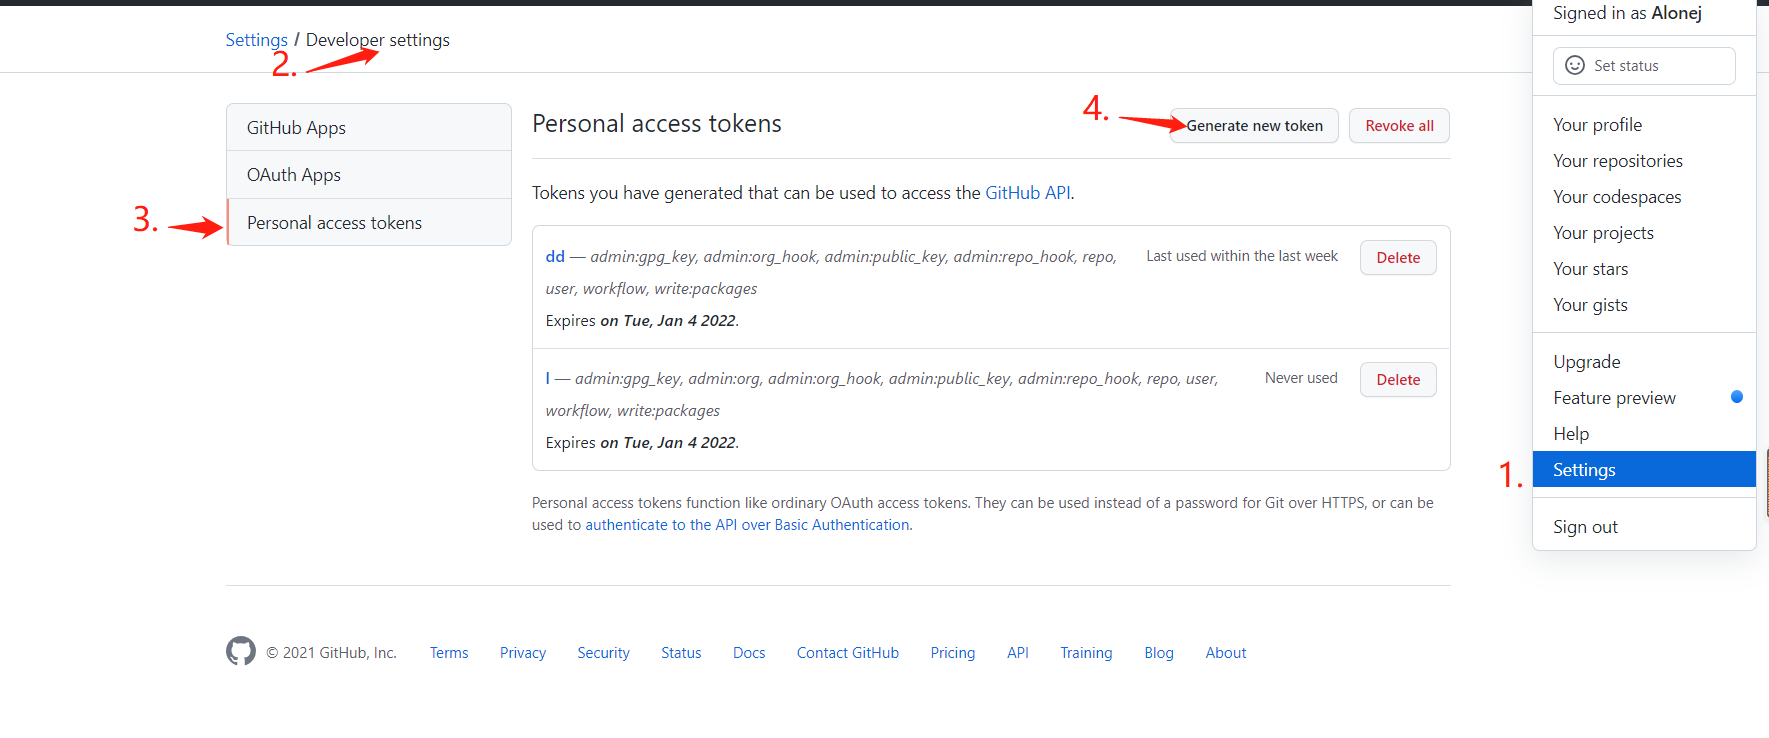 Signed in as Alonej
Settings / Developer settings
2.
Set status
4.
GitHub Apps
Personal access tokens
Generate new token
Revoke all
Your profile
Your repositories
OAuth Apps
Tokens you have generated that can be used to access the GitHub API.
Your codespaces
3.
Personal access tokens
Your projects
dd — admin:gpg_key, admin:org_hook, admin:public_key, admin:repo_hook, repo,
user, workflow, write:packages
Last used within the last week
Delete
Your stars
Expires on Tue, Jan 4 2022.
Your gists
Upgrade
l — admin:gpg_key, admin:org, admin:org_hook, admin:public_key, admin:repo_hook, repo, user,
workflow, write:packages
Never used
Delete
Feature preview
Expires on Tue, Jan 4 2022.
Help
1.
Settings
Personal access tokens function like ordinary OAuth access tokens. They can be used instead of a password for Git over HTTPS, or can be
used to authenticate to the API over Basic Authentication.
Sign out
© 2021 GitHub, Inc.
Terms
Privacy
Security
Status
Docs
Contact GitHub
Pricing
API
Training
Blog
About